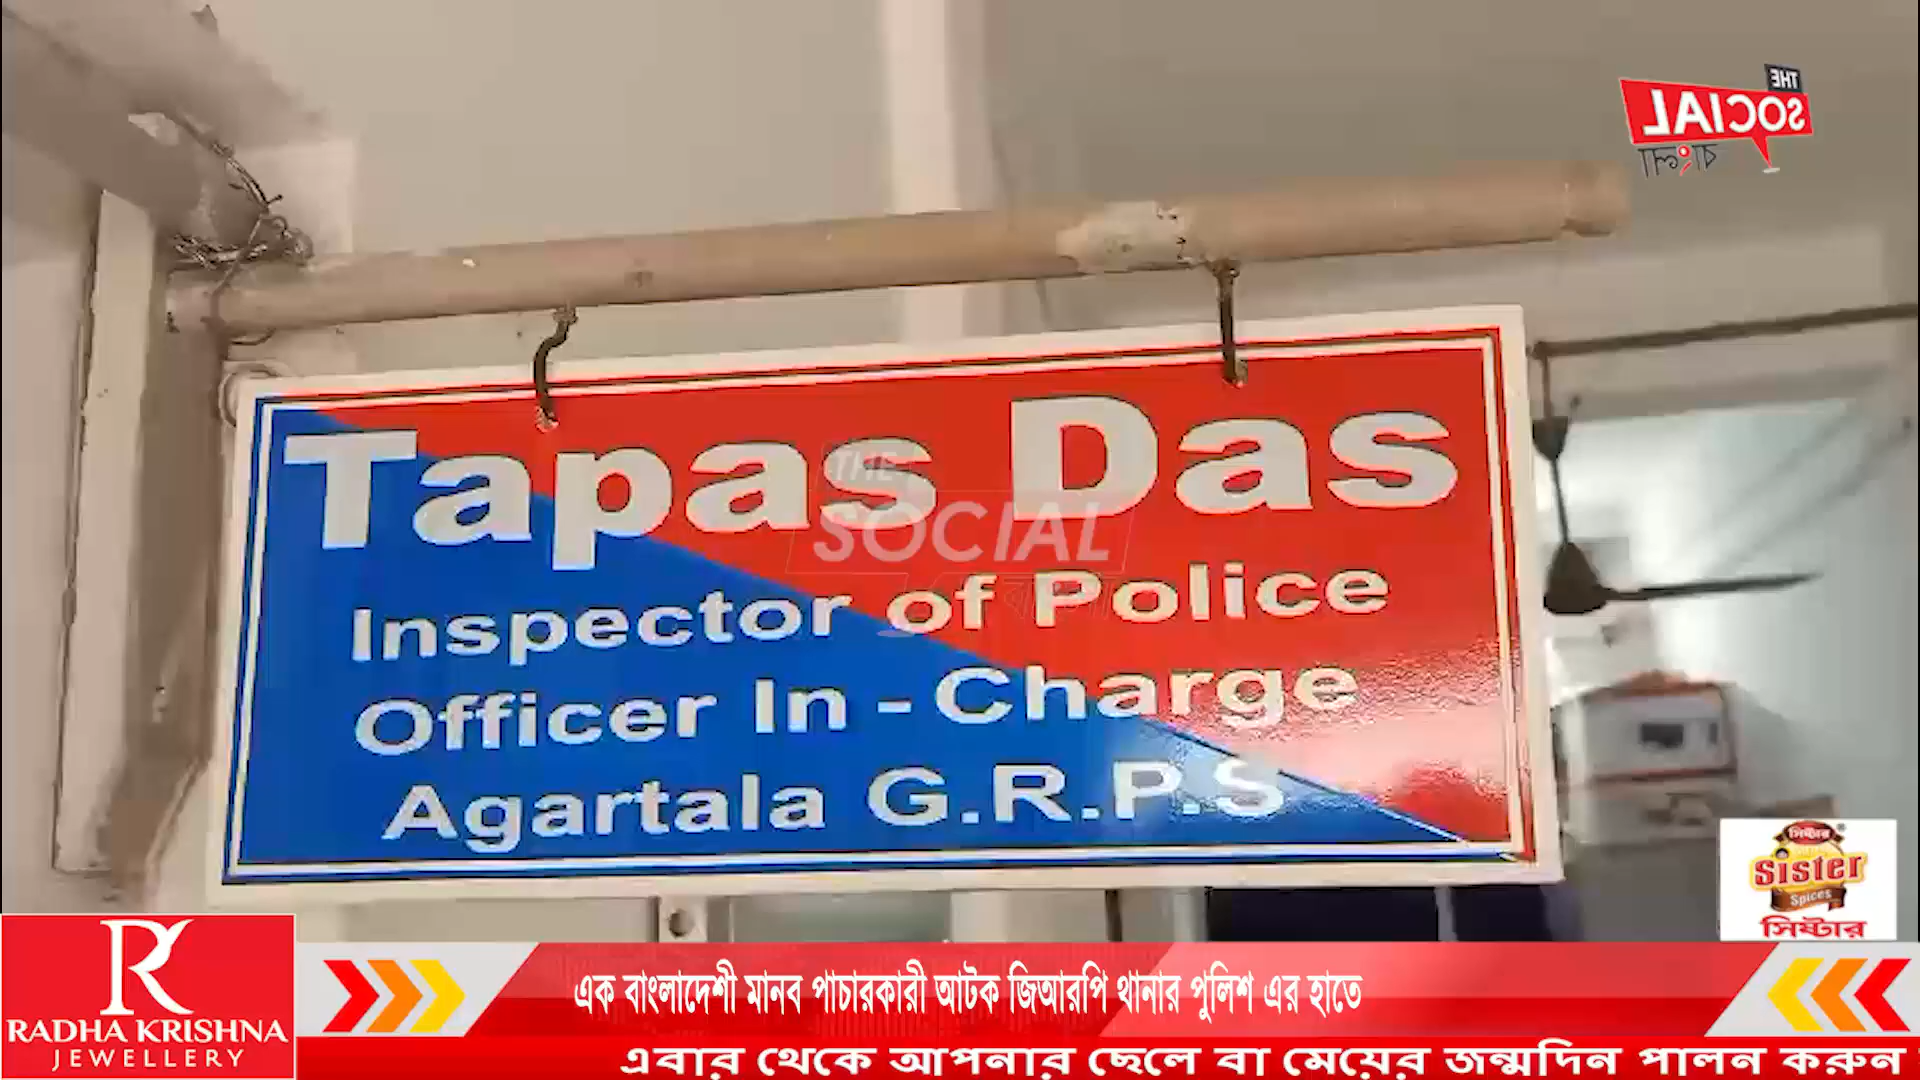 THE
SOCIAL
বাংলা
Tapas Das
THE
SOCIAL
Inspector of Police
Officer In - Charge
Agartala G.R.P.S
সিষ্টার
Sister
Spices
সিষ্টার
RADHA KRISHNA
JEWELLERY
এক বাংলাদেশী মানব পাচারকারী আটক জিআরপি থানার পুলিশ এর হাতে
এবার থেকে আপনার ছেলে বা মেয়ের জন্মদিন পালন করুন